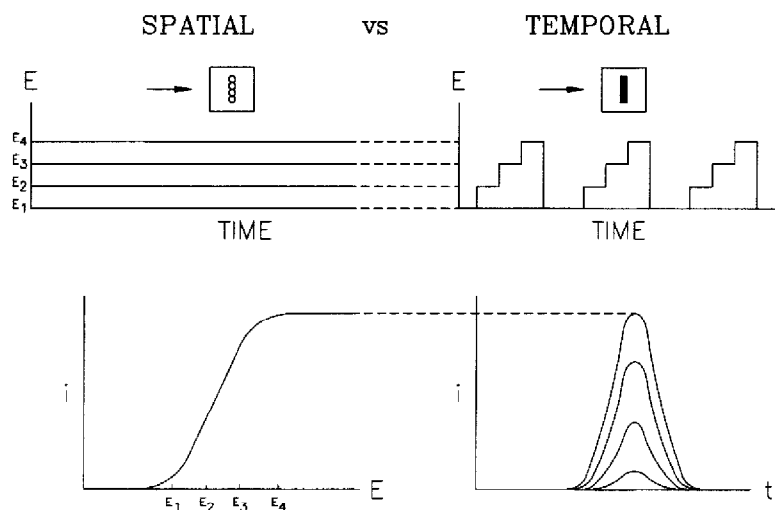 SPATIAL vs TEMPORAL
E E
E4
E3
E2
E1
TIME TIME
i i
E1 E2 E3 E4 E t